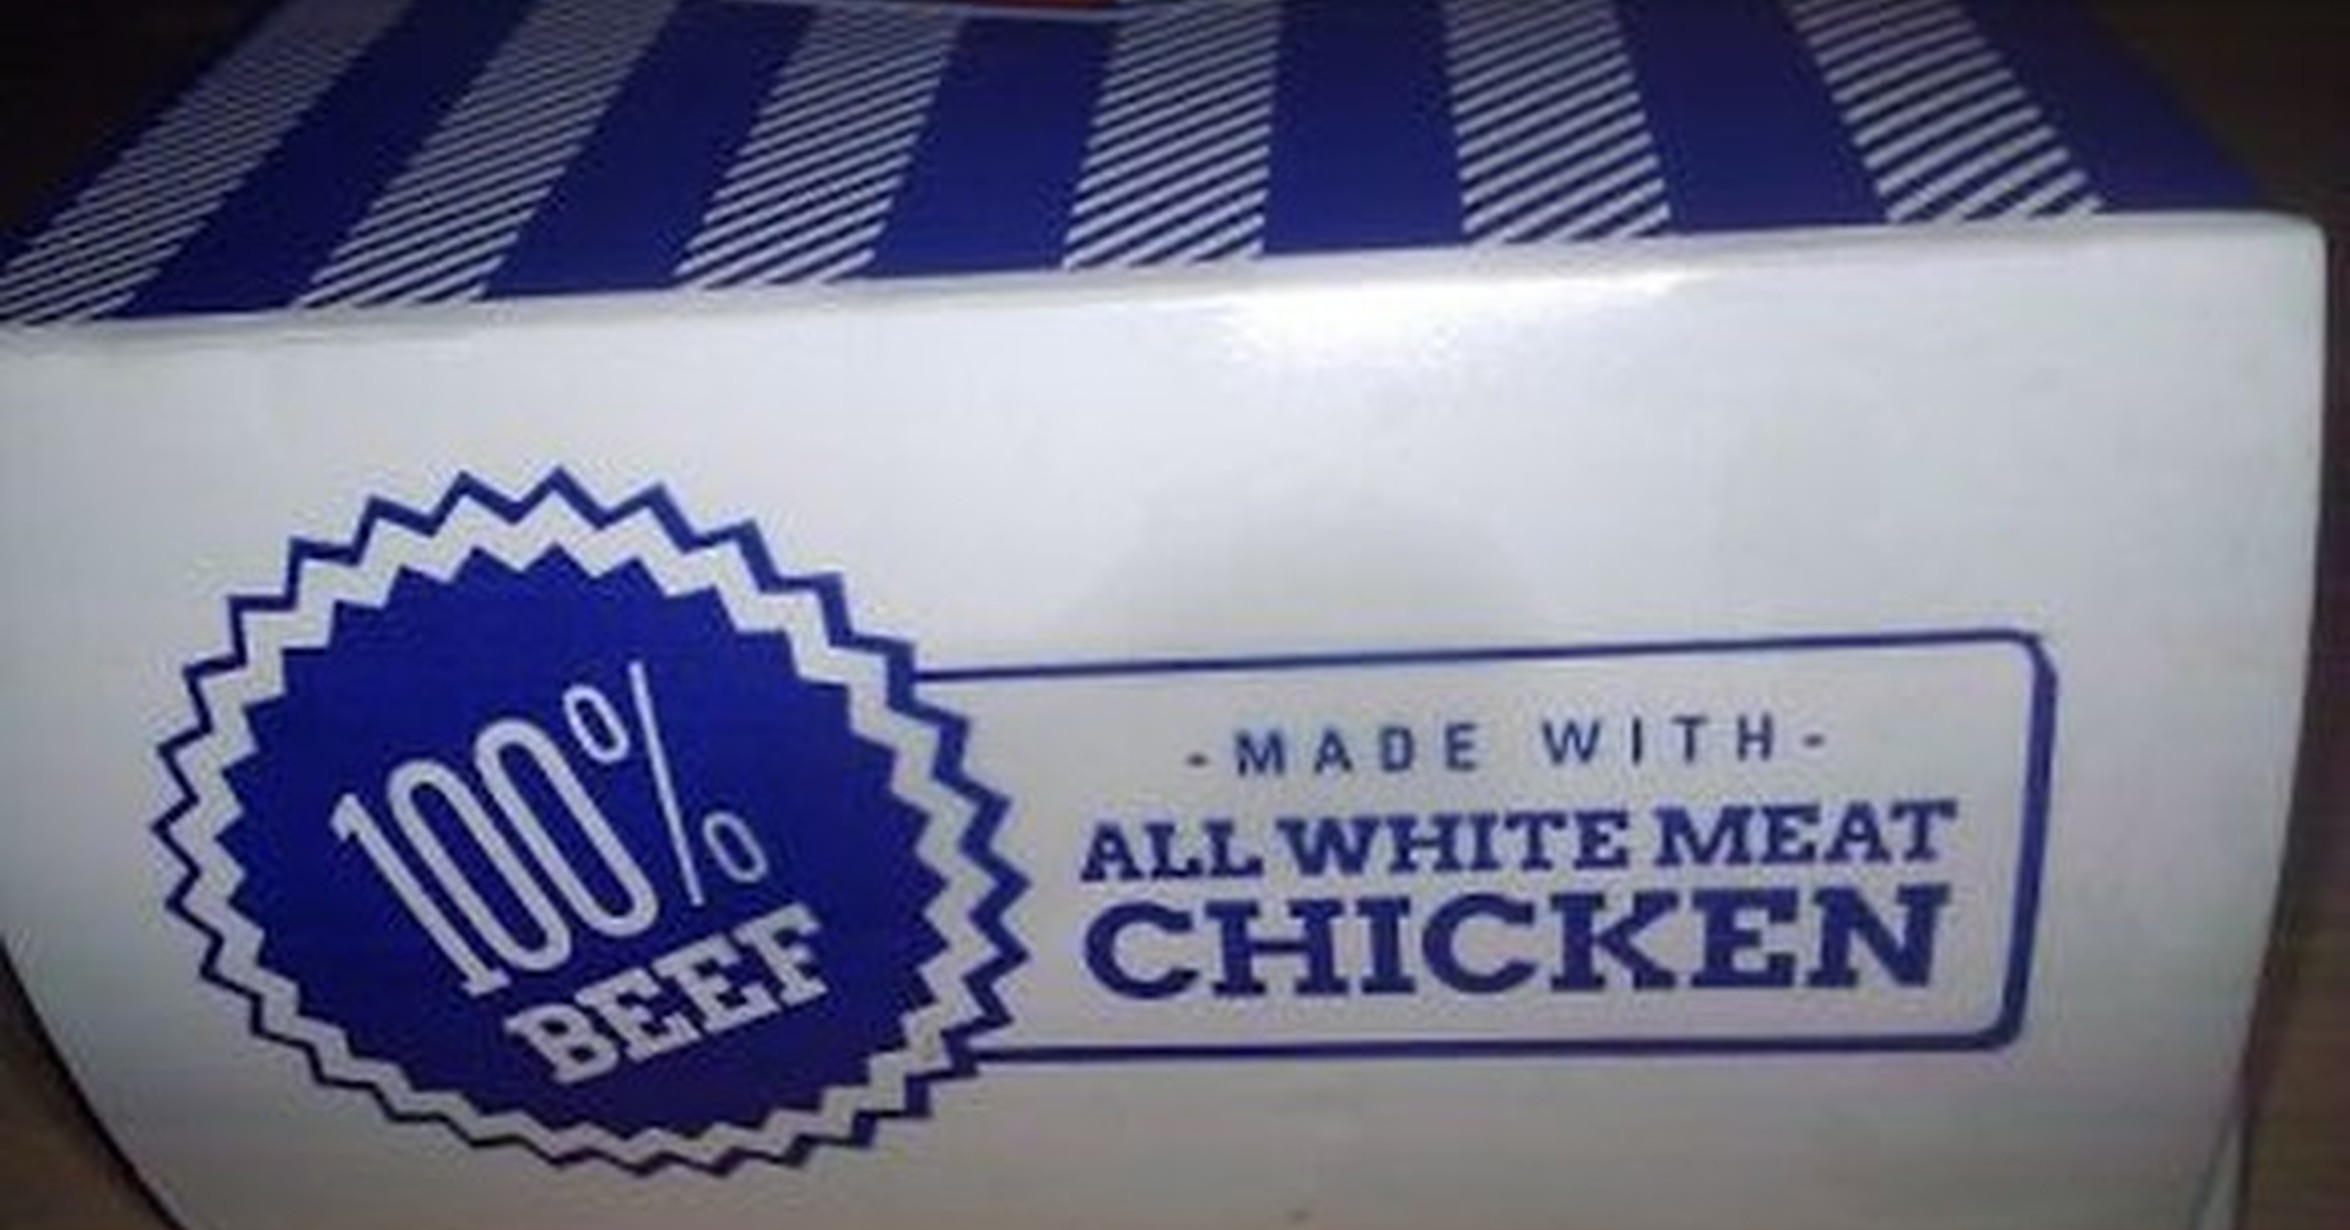 100%
BEEF
-MADE WITH-
ALL WHITE MEAT
CHICKEN